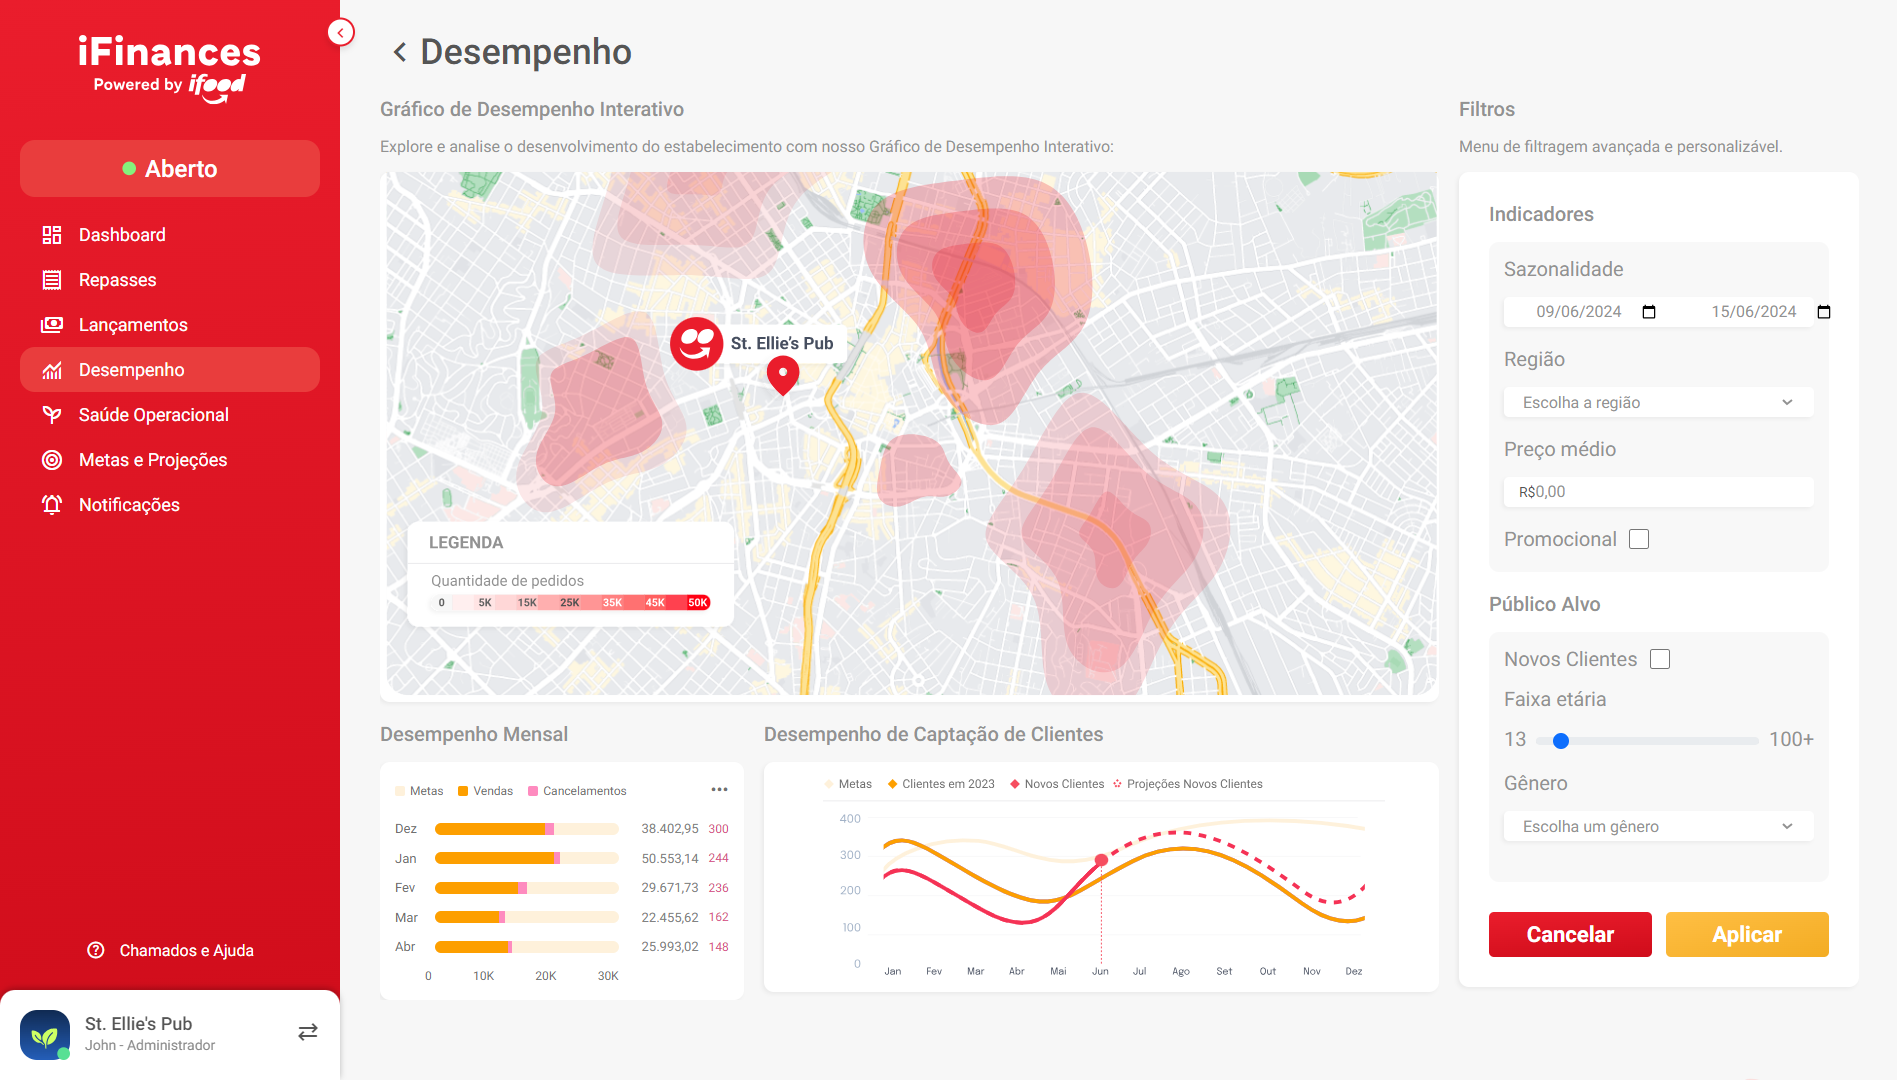 iFinances
Powered by ifood
Aberto
Dashboard
Repasses
Lançamentos
Desempenho
Saúde Operacional
Metas e Projeções
Notificações
Chamados e Ajuda
St. Ellie's Pub
John - Administrador
Desempenho
Gráfico de Desempenho Interativo
Explore e analise o desenvolvimento do estabelecimento com nosso Gráfico de Desempenho Interativo:
St. Ellie's Pub
LEGENDA
Quantidade de pedidos
0 5K 15K 25K 35K 45K 50K
Desempenho Mensal
Metas Vendas Cancelamentos
Dez 38.402,95 300
Jan 50.553,14 244
Fev 29.671,73 236
Mar 22.455,62 162
Abr 25.993,02 148
0 10K 20K 30K
Desempenho de Captação de Clientes
Metas Clientes em 2023 Novos Clientes Projeções Novos Clientes
400
300
200
100
0
Jan Fev Mar Abr Mai Jun Jul Ago Set Out Nov Dez
Filtros
Menu de filtragem avançada e personalizável.
Indicadores
Sazonalidade
09/06/2024 15/06/2024
Região
Escolha a região
Preço médio
R$0,00
Promocional
Público Alvo
Novos Clientes
Faixa etária
13 100+
Gênero
Escolha um gênero
Cancelar Aplicar